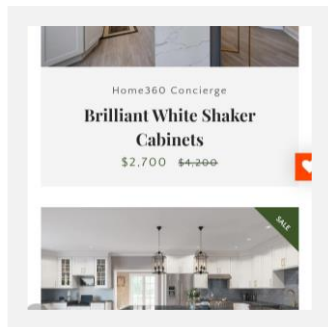 Home360 Concierge
Brilliant White Shaker
Cabinets
$2,700 $4,200
SALE